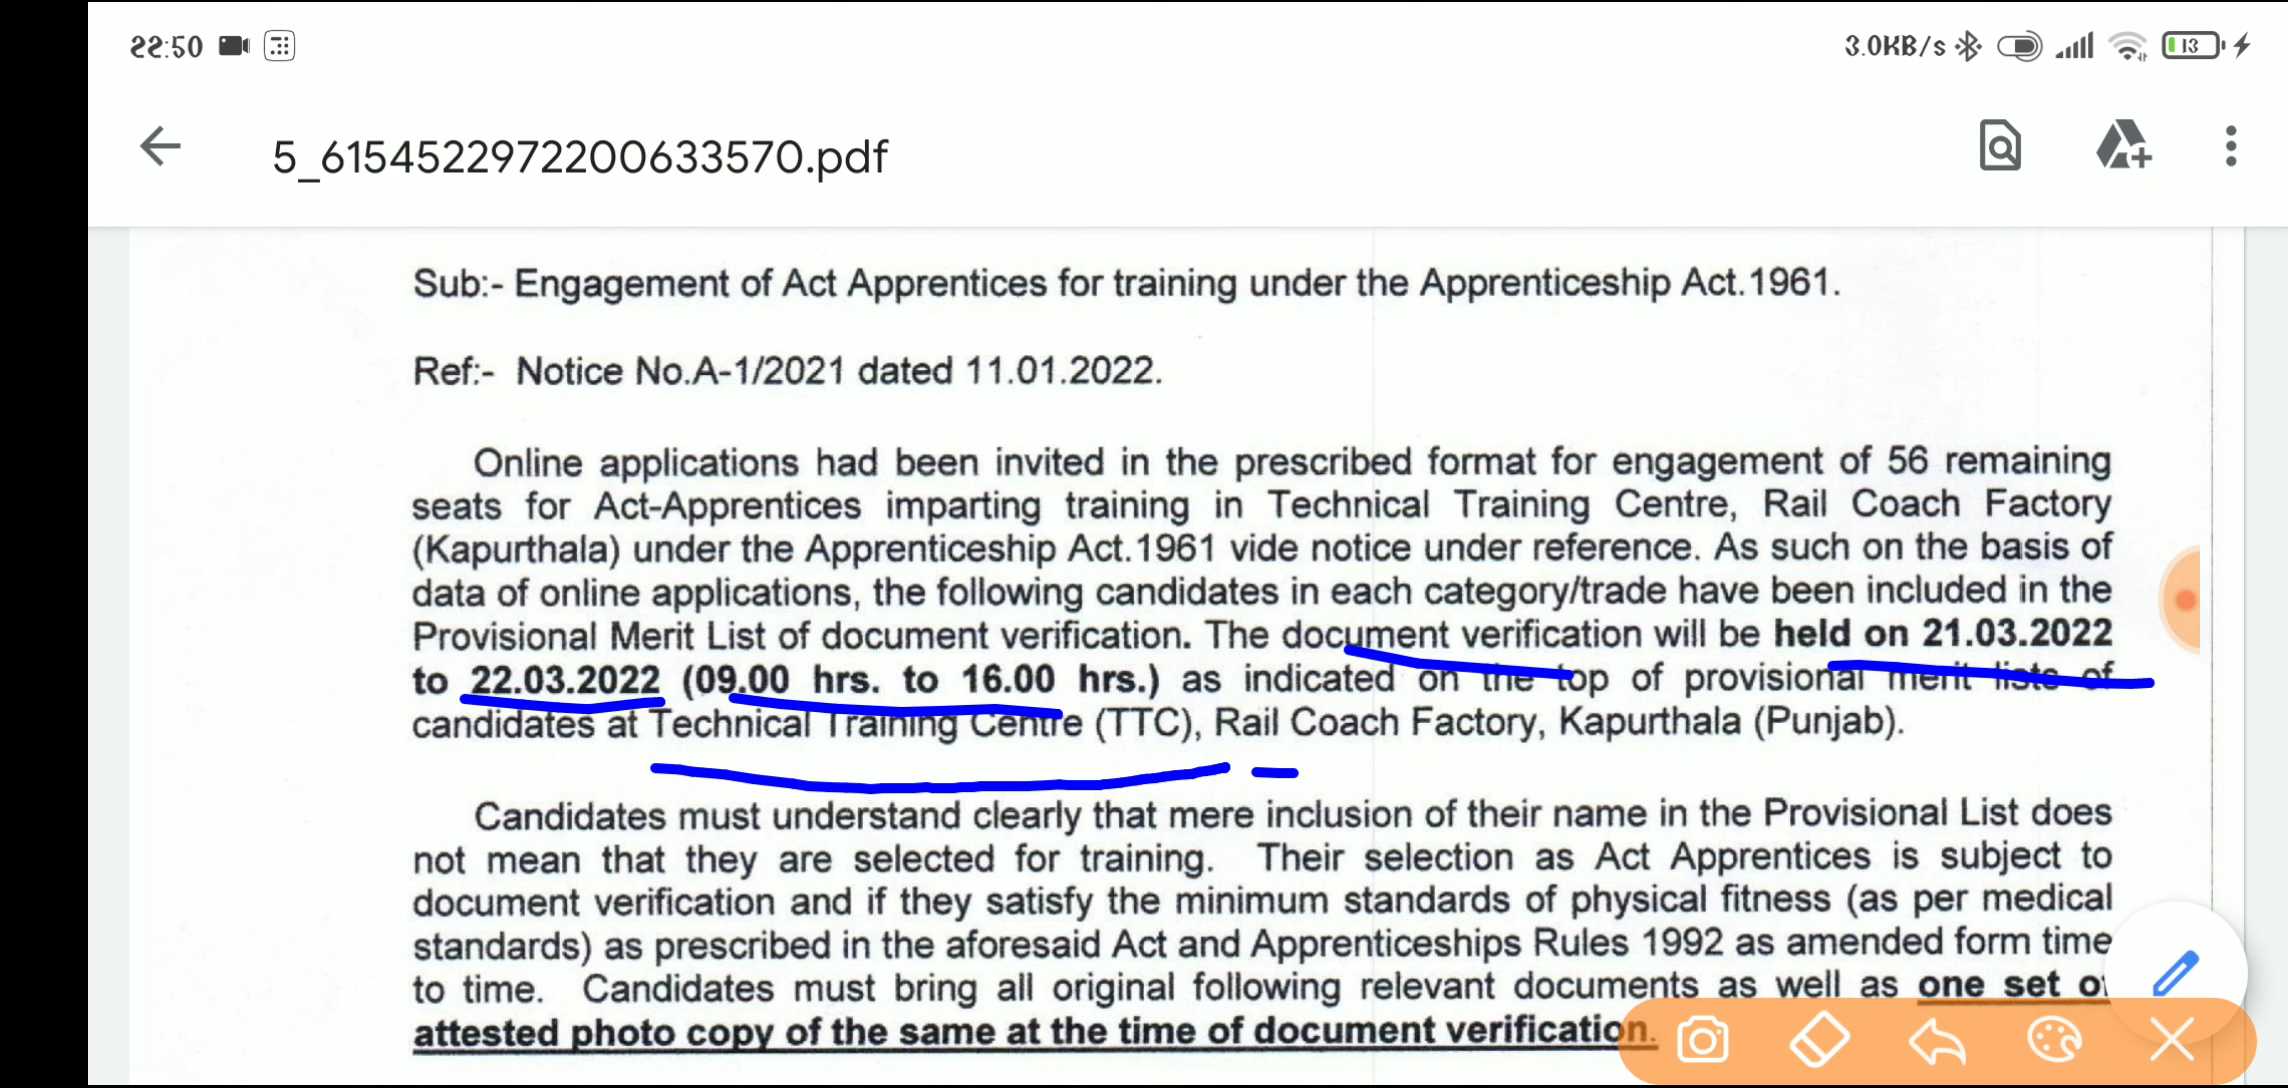 22:50
3.0KB/s
13
5_6154522972200633570.pdf
Sub:- Engagement of Act Apprentices for training under the Apprenticeship Act.1961.
Ref:- Notice No.A-1/2021 dated 11.01.2022.
Online applications had been invited in the prescribed format for engagement of 56 remaining
seats for Act-Apprentices imparting training in Technical Training Centre, Rail Coach Factory
(Kapurthala) under the Apprenticeship Act.1961 vide notice under reference. As such on the basis of
data of online applications, the following candidates in each category/trade have been included in the
Provisional Merit List of document verification. The document verification will be held on 21.03.2022
to 22.03.2022 (09.00 hrs. to 16.00 hrs.) as indicated on the top of provisional merit lists of
candidates at Technical Training Centre (TTC), Rail Coach Factory, Kapurthala (Punjab).
Candidates must understand clearly that mere inclusion of their name in the Provisional List does
not mean that they are selected for training. Their selection as Act Apprentices is subject to
document verification and if they satisfy the minimum standards of physical fitness (as per medical
standards) as prescribed in the aforesaid Act and Apprenticeships Rules 1992 as amended form time
to time. Candidates must bring all original following relevant documents as well as one set of
attested photo copy of the same at the time of document verification.